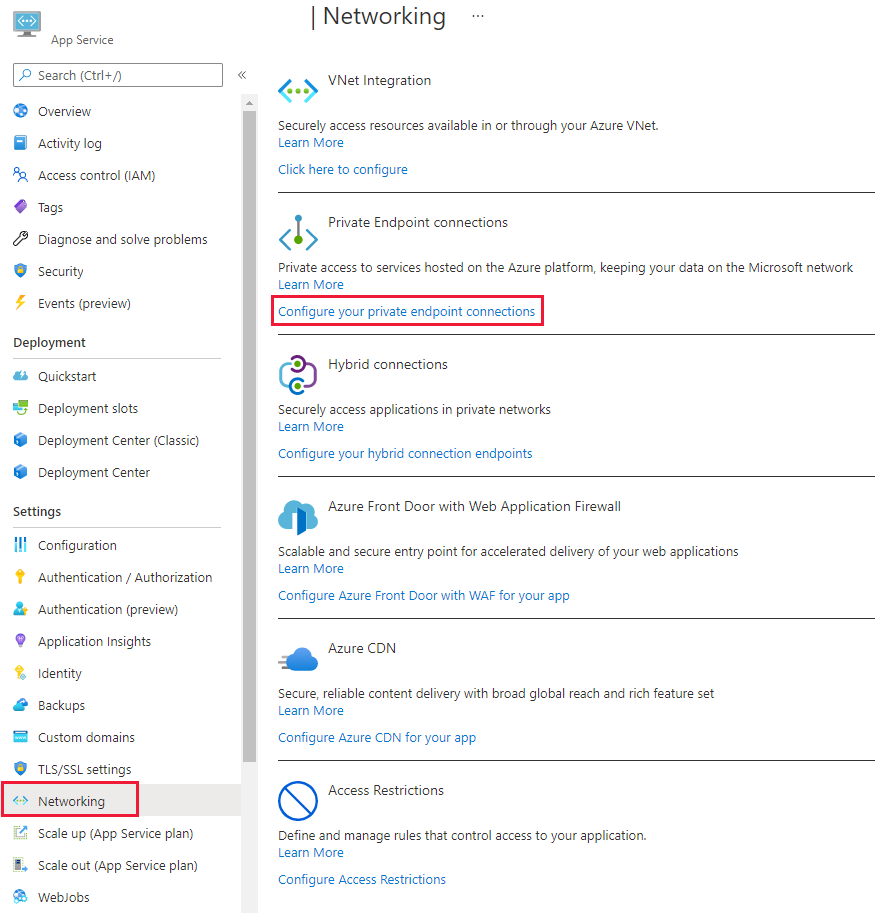 App Service
| Networking ...
Search (Ctrl+/)
«
Overview
Activity log
Access control (IAM)
Tags
Diagnose and solve problems
Security
Events (preview)
Deployment
Quickstart
Deployment slots
Deployment Center (Classic)
Deployment Center
Settings
Configuration
Authentication / Authorization
Authentication (preview)
Application Insights
Identity
Backups
Custom domains
TLS/SSL settings
Networking
Scale up (App Service plan)
Scale out (App Service plan)
WebJobs
VNet Integration
Securely access resources available in or through your Azure VNet.
Learn More
Click here to configure
Private Endpoint connections
Private access to services hosted on the Azure platform, keeping your data on the Microsoft network
Learn More
Configure your private endpoint connections
Hybrid connections
Securely access applications in private networks
Learn More
Configure your hybrid connection endpoints
Azure Front Door with Web Application Firewall
Scalable and secure entry point for accelerated delivery of your web applications
Learn More
Configure Azure Front Door with WAF for your app
Azure CDN
Secure, reliable content delivery with broad global reach and rich feature set
Learn More
Configure Azure CDN for your app
Access Restrictions
Define and manage rules that control access to your application.
Learn More
Configure Access Restrictions